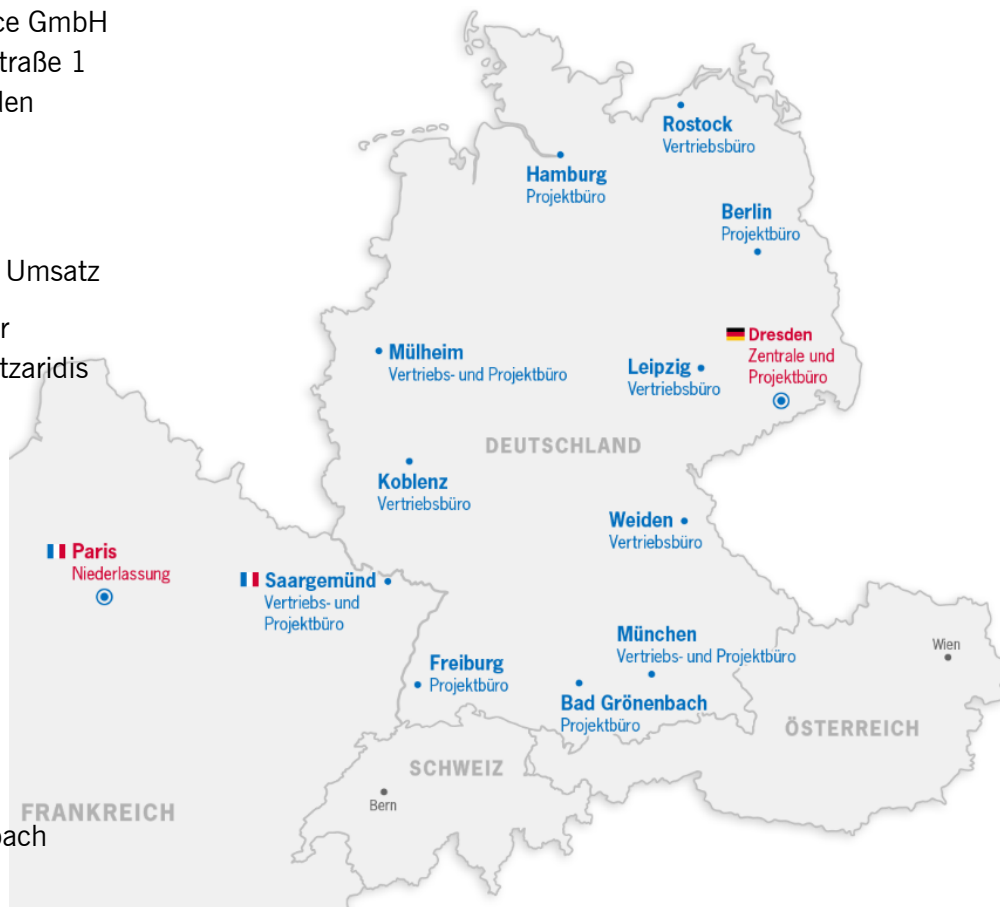 ce GmbH
traße 1
den
Umsatz
r
tzaridis
bach
Rostock
Vertriebsbüro
Hamburg
Projektbüro
Berlin
Projektbüro
Dresden
Zentrale und
Projektbüro
Mülheim
Vertriebs- und Projektbüro
Leipzig
Vertriebsbüro
DEUTSCHLAND
Koblenz
Vertriebsbüro
Weiden
Vertriebsbüro
Paris
Niederlassung
Saargemünd
Vertriebs- und
Projektbüro
München
Vertriebs- und Projektbüro
Wien
Freiburg
Projektbüro
Bad Grönenbach
Projektbüro
ÖSTERREICH
SCHWEIZ
Bern
FRANKREICH